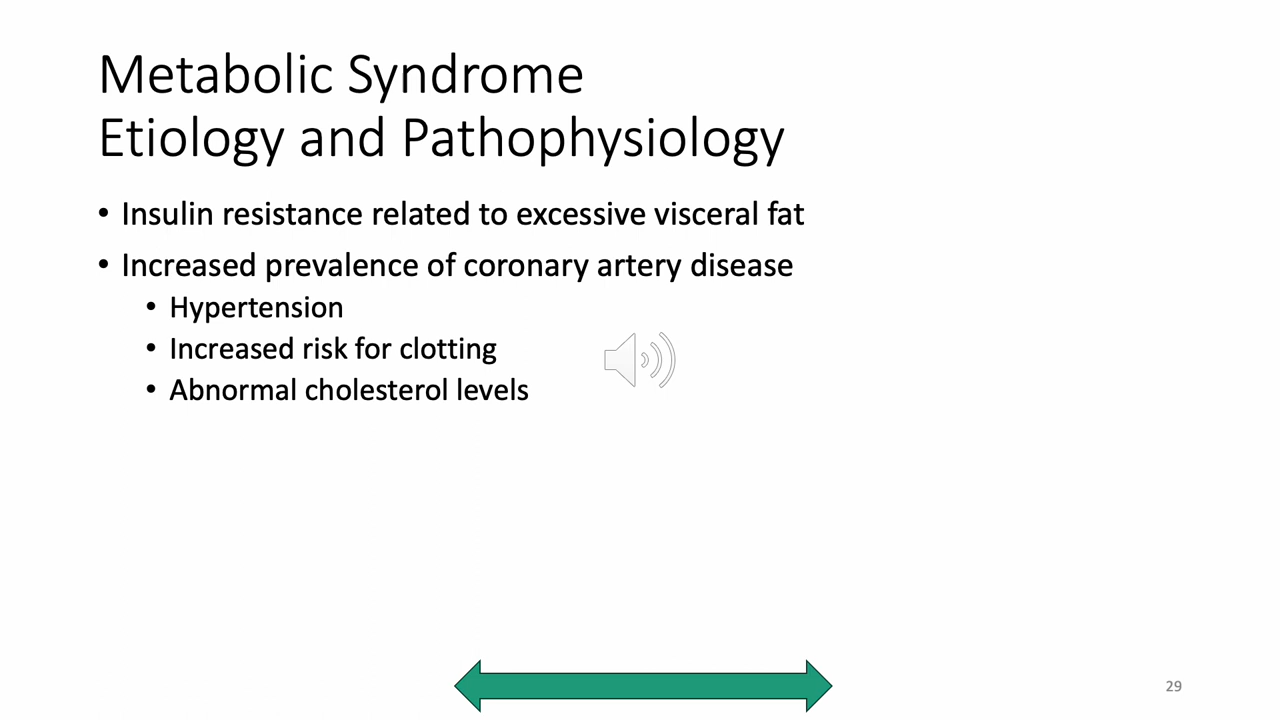 Metabolic Syndrome
Etiology and Pathophysiology
• Insulin resistance related to excessive visceral fat
• Increased prevalence of coronary artery disease
• Hypertension
• Increased risk for clotting
• Abnormal cholesterol levels
29